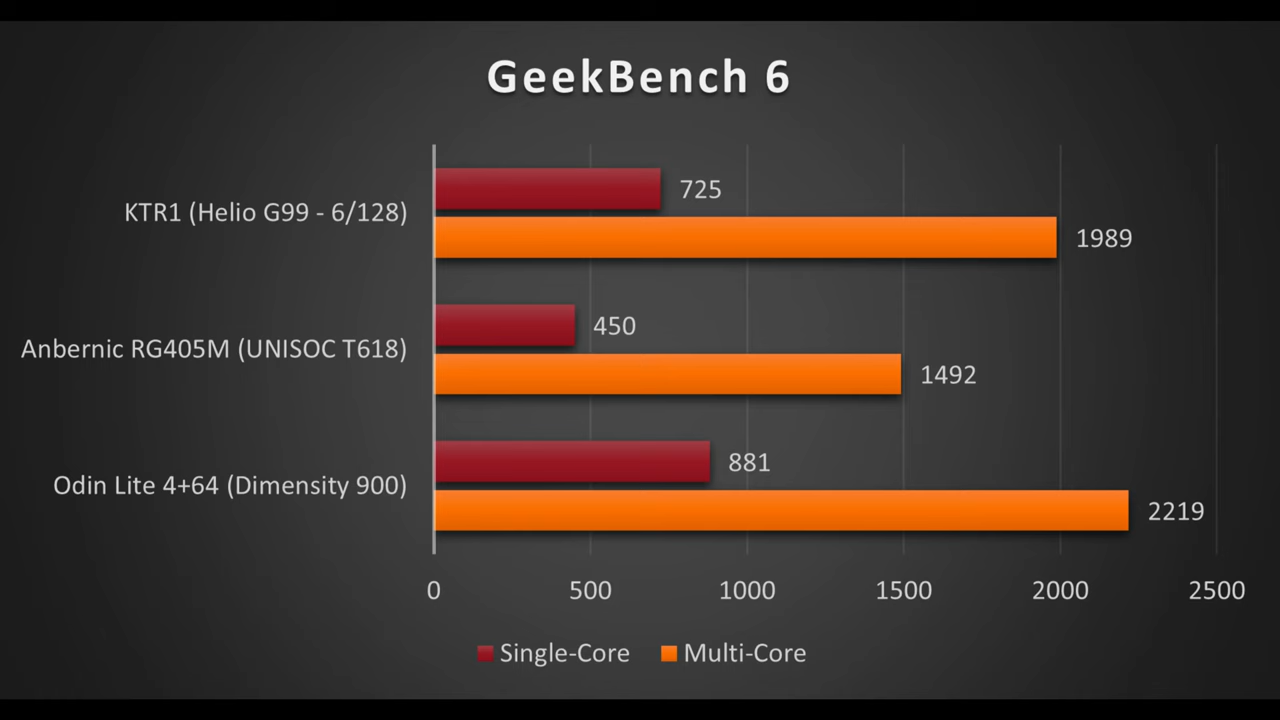 GeekBench 6
KTR1 (Helio G99 - 6/128)
725
1989
Anbernic RG405M (UNISOC T618)
450
1492
Odin Lite 4+64 (Dimensity 900)
881
2219
0 500 1000 1500 2000 2500
Single-Core Multi-Core